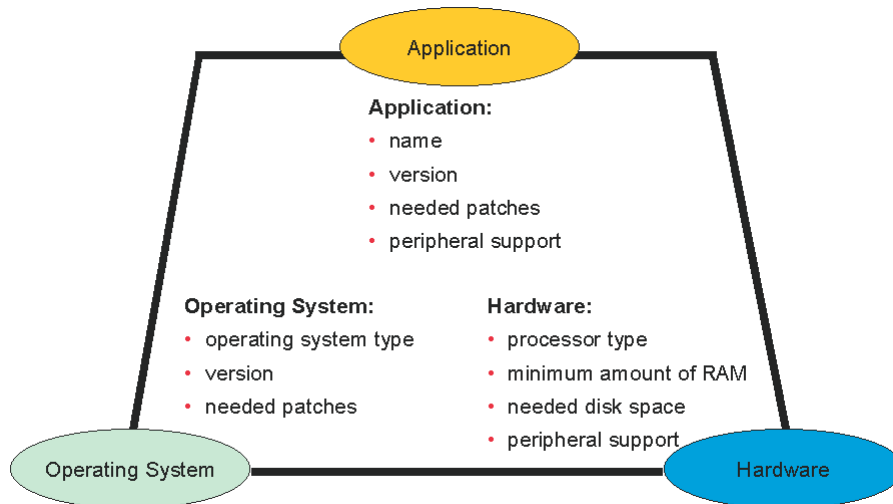 Application
Application:
• name
• version
• needed patches
• peripheral support
Operating System:
• operating system type
• version
• needed patches
Hardware:
• processor type
• minimum amount of RAM
• needed disk space
• peripheral support
Operating System
Hardware